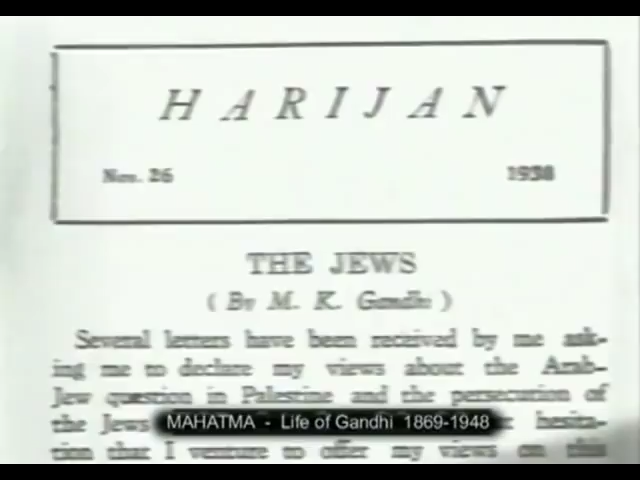 HARIJAN
Nov. 26 1938
THE JEWS
( By M. K. Gandhi )
Several letters have been received by me ask-
ing me to declare my views about the Arab-
Jew question in Palestine and the persecution of
the Jews hesita-
tion that I venture to offer my views on this
MAHATMA - Life of Gandhi 1869-1948